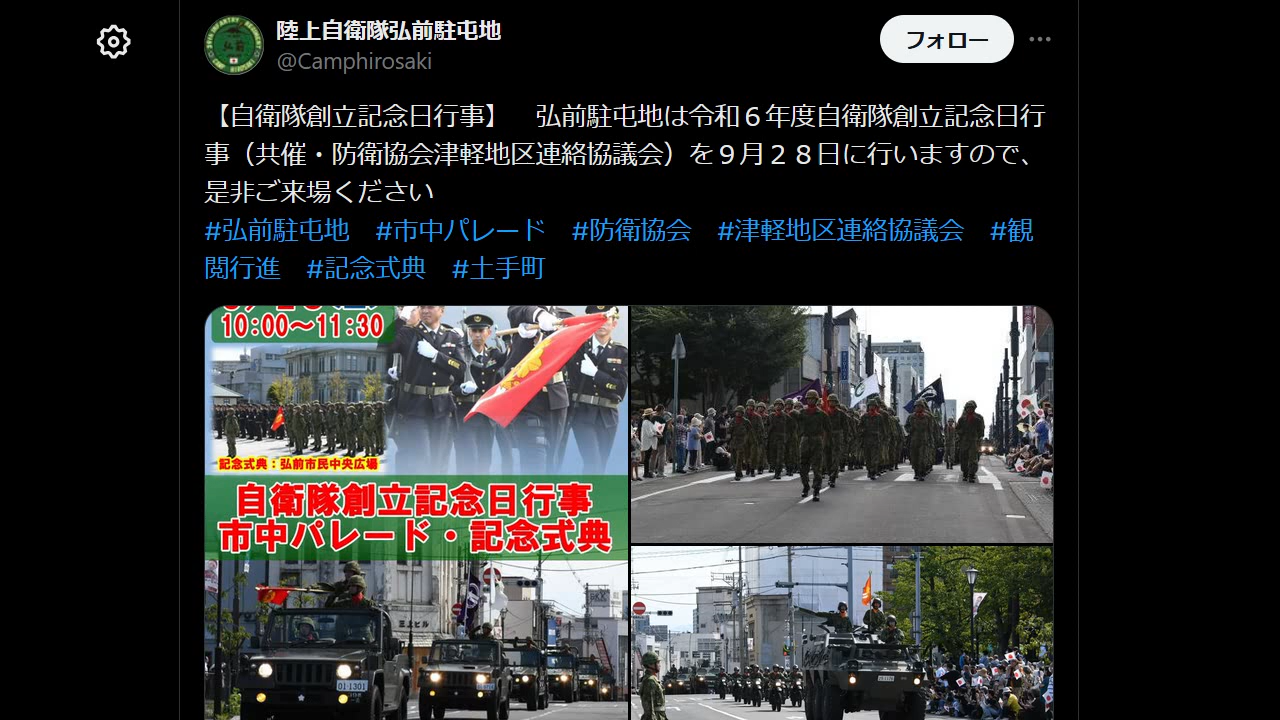 陸上自衛隊弘前駐屯地
@Camphirosaki
フォロー
【自衛隊創立記念日行事】　弘前駐屯地は令和６年度自衛隊創立記念日行
事（共催・防衛協会津軽地区連絡協議会）を９月２８日に行いますので、
是非ご来場ください
#弘前駐屯地　#市中パレード　#防衛協会　#津軽地区連絡協議会　#観
閲行進　#記念式典　#土手町
10:00～11:30
記念式典：弘前市民中央広場
自衛隊創立記念日行事
市中パレード・記念式典
三上ビル
01-1301